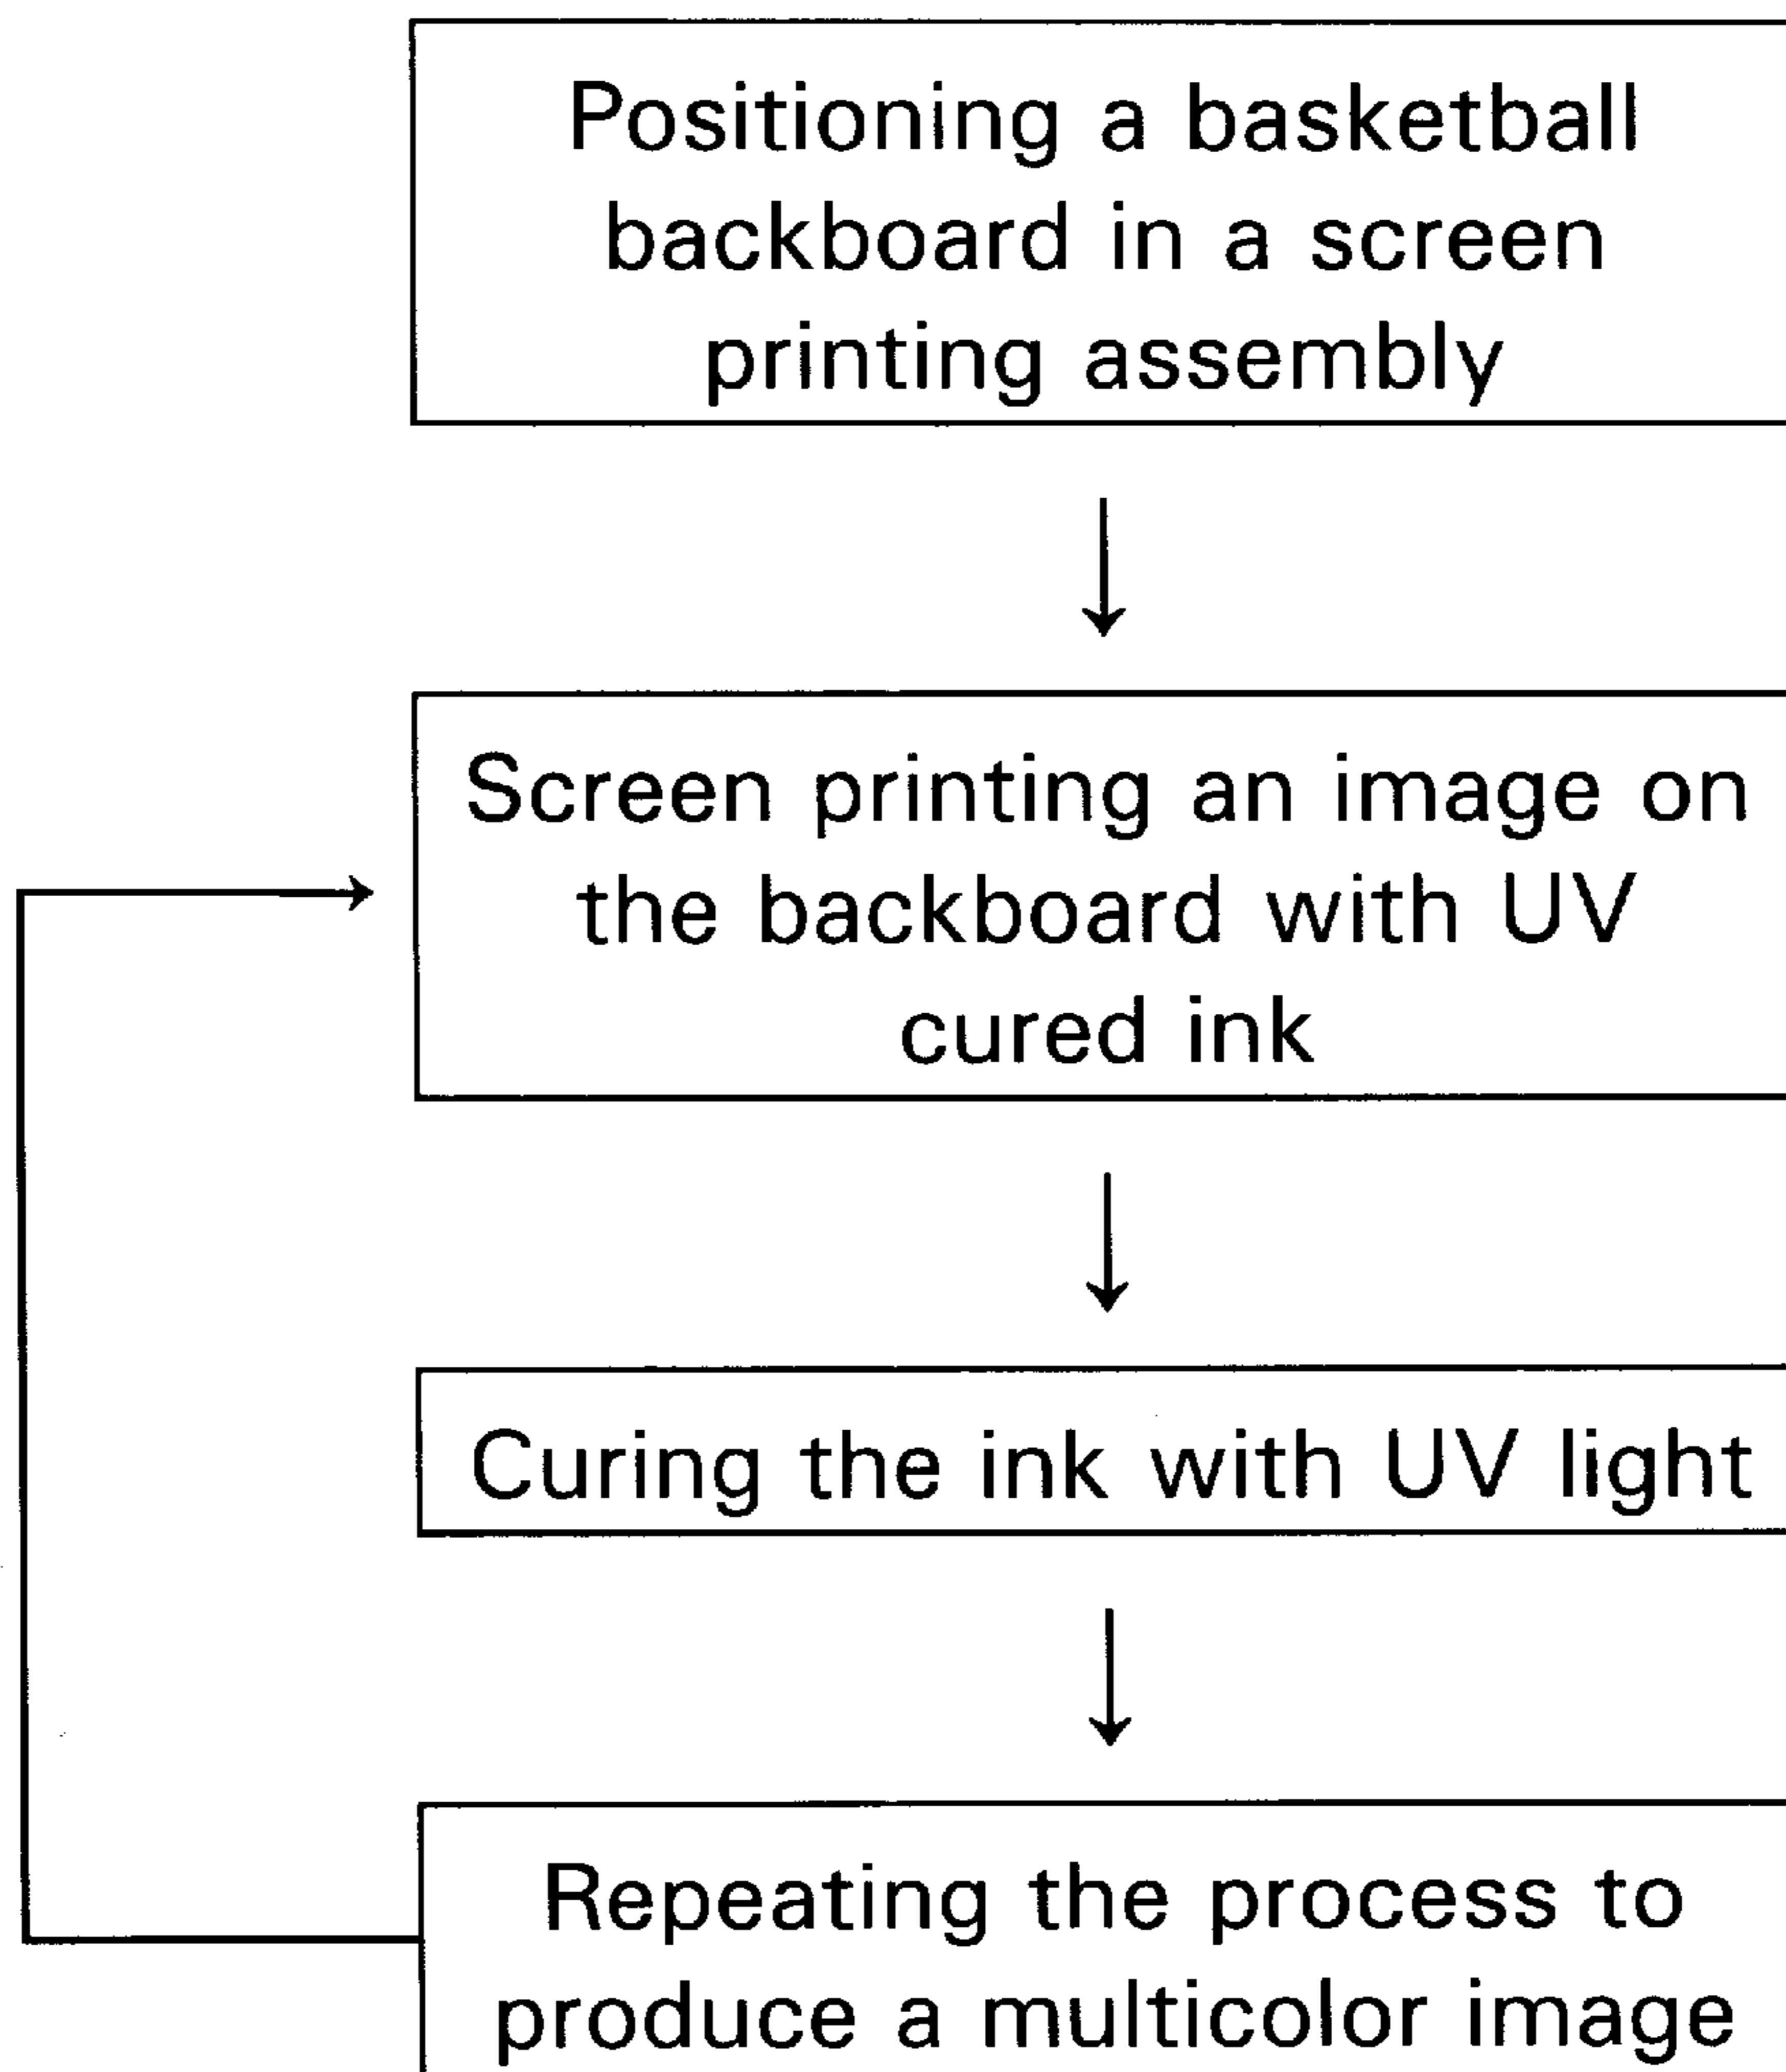 Positioning a basketball
backboard in a screen
printing assembly
Screen printing an image on
the backboard with UV
cured ink
Curing the ink with UV light
Repeating the process to
produce a multicolor image